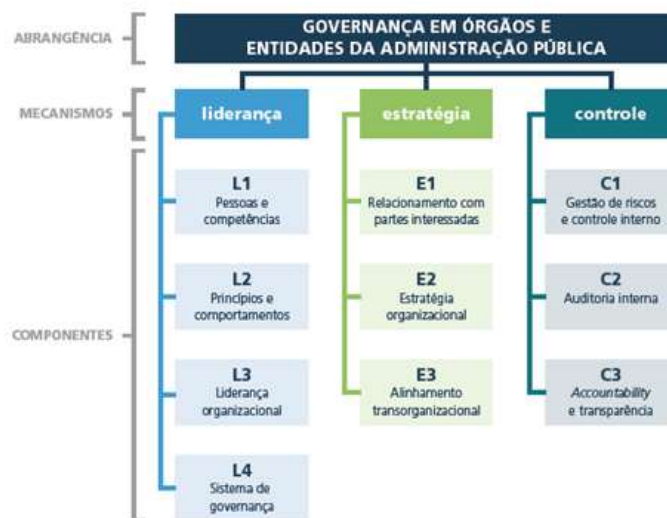 ABRANGÊNCIA
GOVERNANÇA EM ÓRGÃOS E
ENTIDADES DA ADMINISTRAÇÃO PÚBLICA
MECANISMOS
liderança
estratégia
controle
COMPONENTES
L1
Pessoas e
competências
L2
Princípios e
comportamentos
L3
Liderança
organizacional
L4
Sistema de
governança
E1
Relacionamento com
partes interessadas
E2
Estratégia
organizacional
E3
Alinhamento
transorganizacional
C1
Gestão de riscos
e controle interno
C2
Auditoria interna
C3
Accountability
e transparência